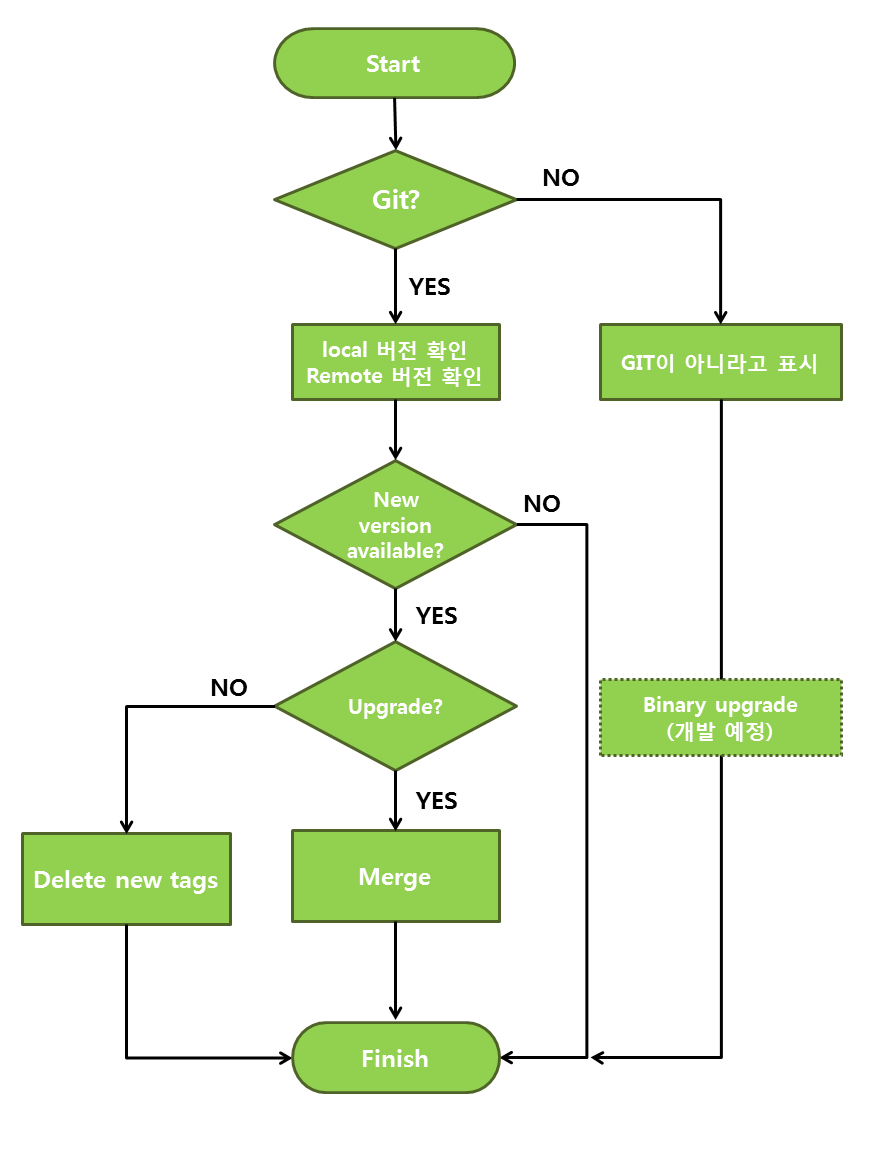 Start
Git?
NO
YES
local 버전 확인
Remote 버전 확인
GIT이 아니라고 표시
New
version
available?
NO
YES
Upgrade?
NO
Binary upgrade
(개발 예정)
YES
Delete new tags
Merge
Finish